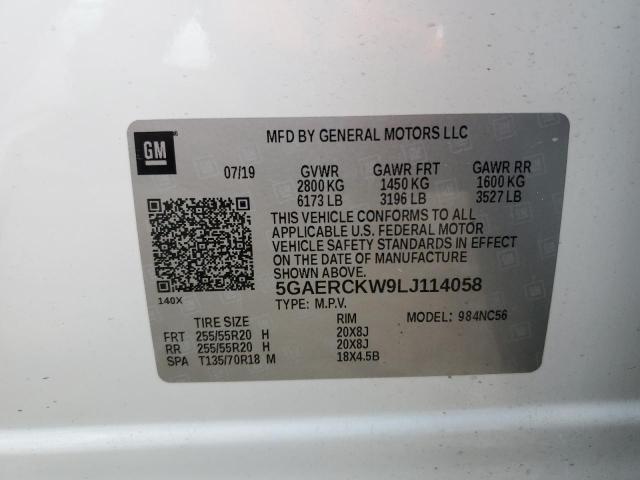 GM
MFD BY GENERAL MOTORS LLC
07/19 GVWR GAWR FRT GAWR RR
2800 KG 1450 KG 1600 KG
6173 LB 3196 LB 3527 LB
THIS VEHICLE CONFORMS TO ALL
APPLICABLE U.S. FEDERAL MOTOR
VEHICLE SAFETY STANDARDS IN EFFECT
ON THE DATE OF MANUFACTURE
SHOWN ABOVE.
140X 5GAERCKW9LJ114058
TYPE: M.P.V.
TIRE SIZE RIM MODEL: 984NC56
FRT 255/55R20 H 20X8J
RR 255/55R20 H 20X8J
SPA T135/70R18 M 18X4.5B